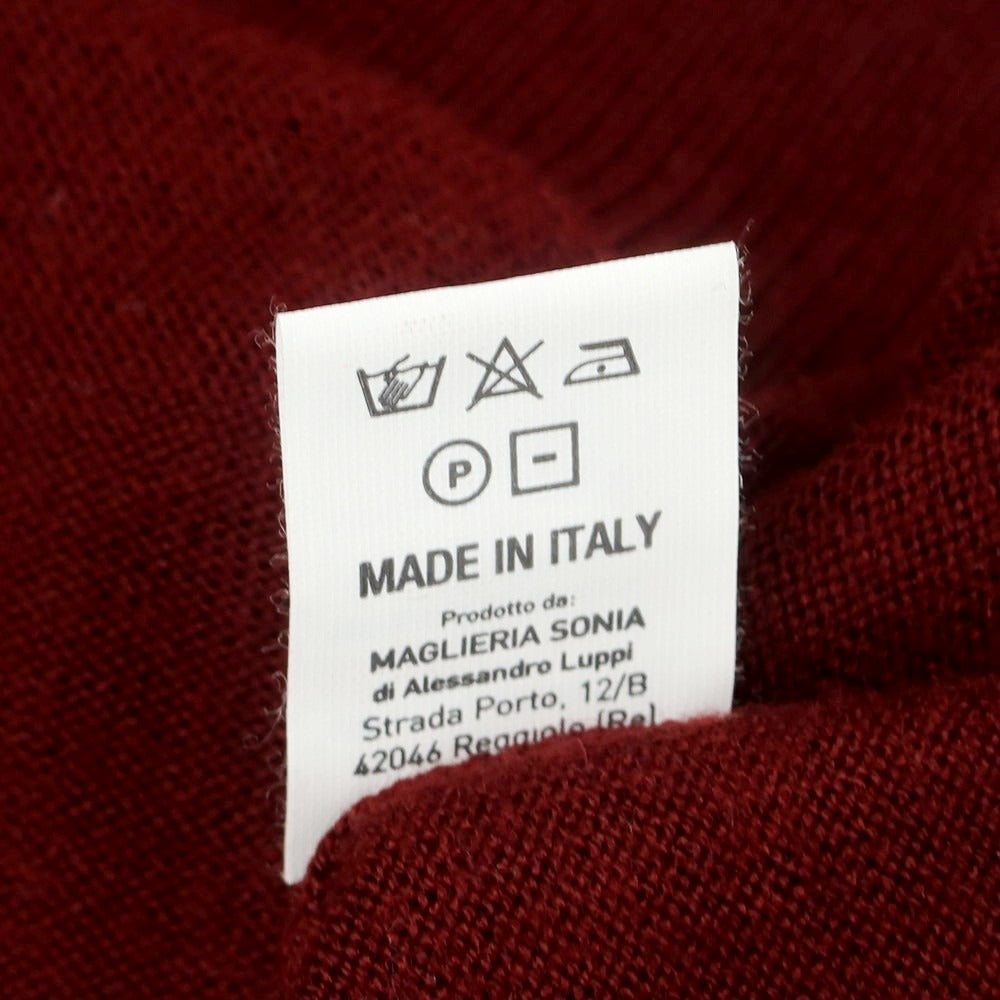 P
MADE IN ITALY
Prodotto da:
MAGLIERIA SONIA
di Alessandro Luppi
Strada Porto, 12/B
42046 Reggiolo (Re)